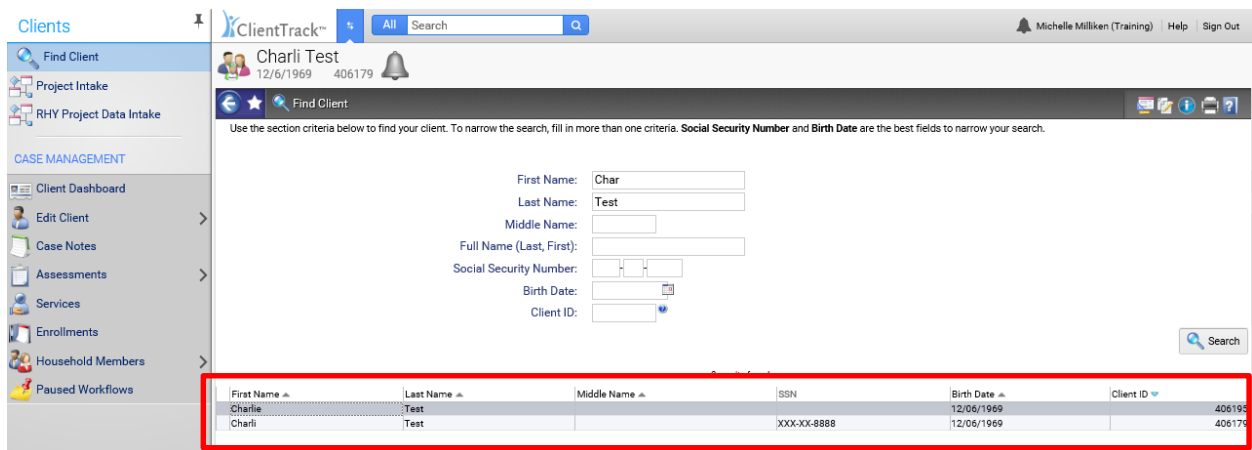 Clients
Find Client
Project Intake
RHY Project Data Intake
CASE MANAGEMENT
Client Dashboard
Edit Client
Case Notes
Assessments
Services
Enrollments
Household Members
Paused Workflows
ClientTrack™
All Search
Michelle Milliken (Training) Help Sign Out
Charli Test
12/6/1969 406179
Find Client
Use the section criteria below to find your client. To narrow the search, fill in more than one criteria. Social Security Number and Birth Date are the best fields to narrow your search.
First Name: Char
Last Name: Test
Middle Name:
Full Name (Last, First):
Social Security Number: - -
Birth Date:
Client ID:
Search
First Name Last Name Middle Name SSN Birth Date Client ID
Charlie Test 12/06/1969 406195
Charli Test XXX-XX-8888 12/06/1969 406179